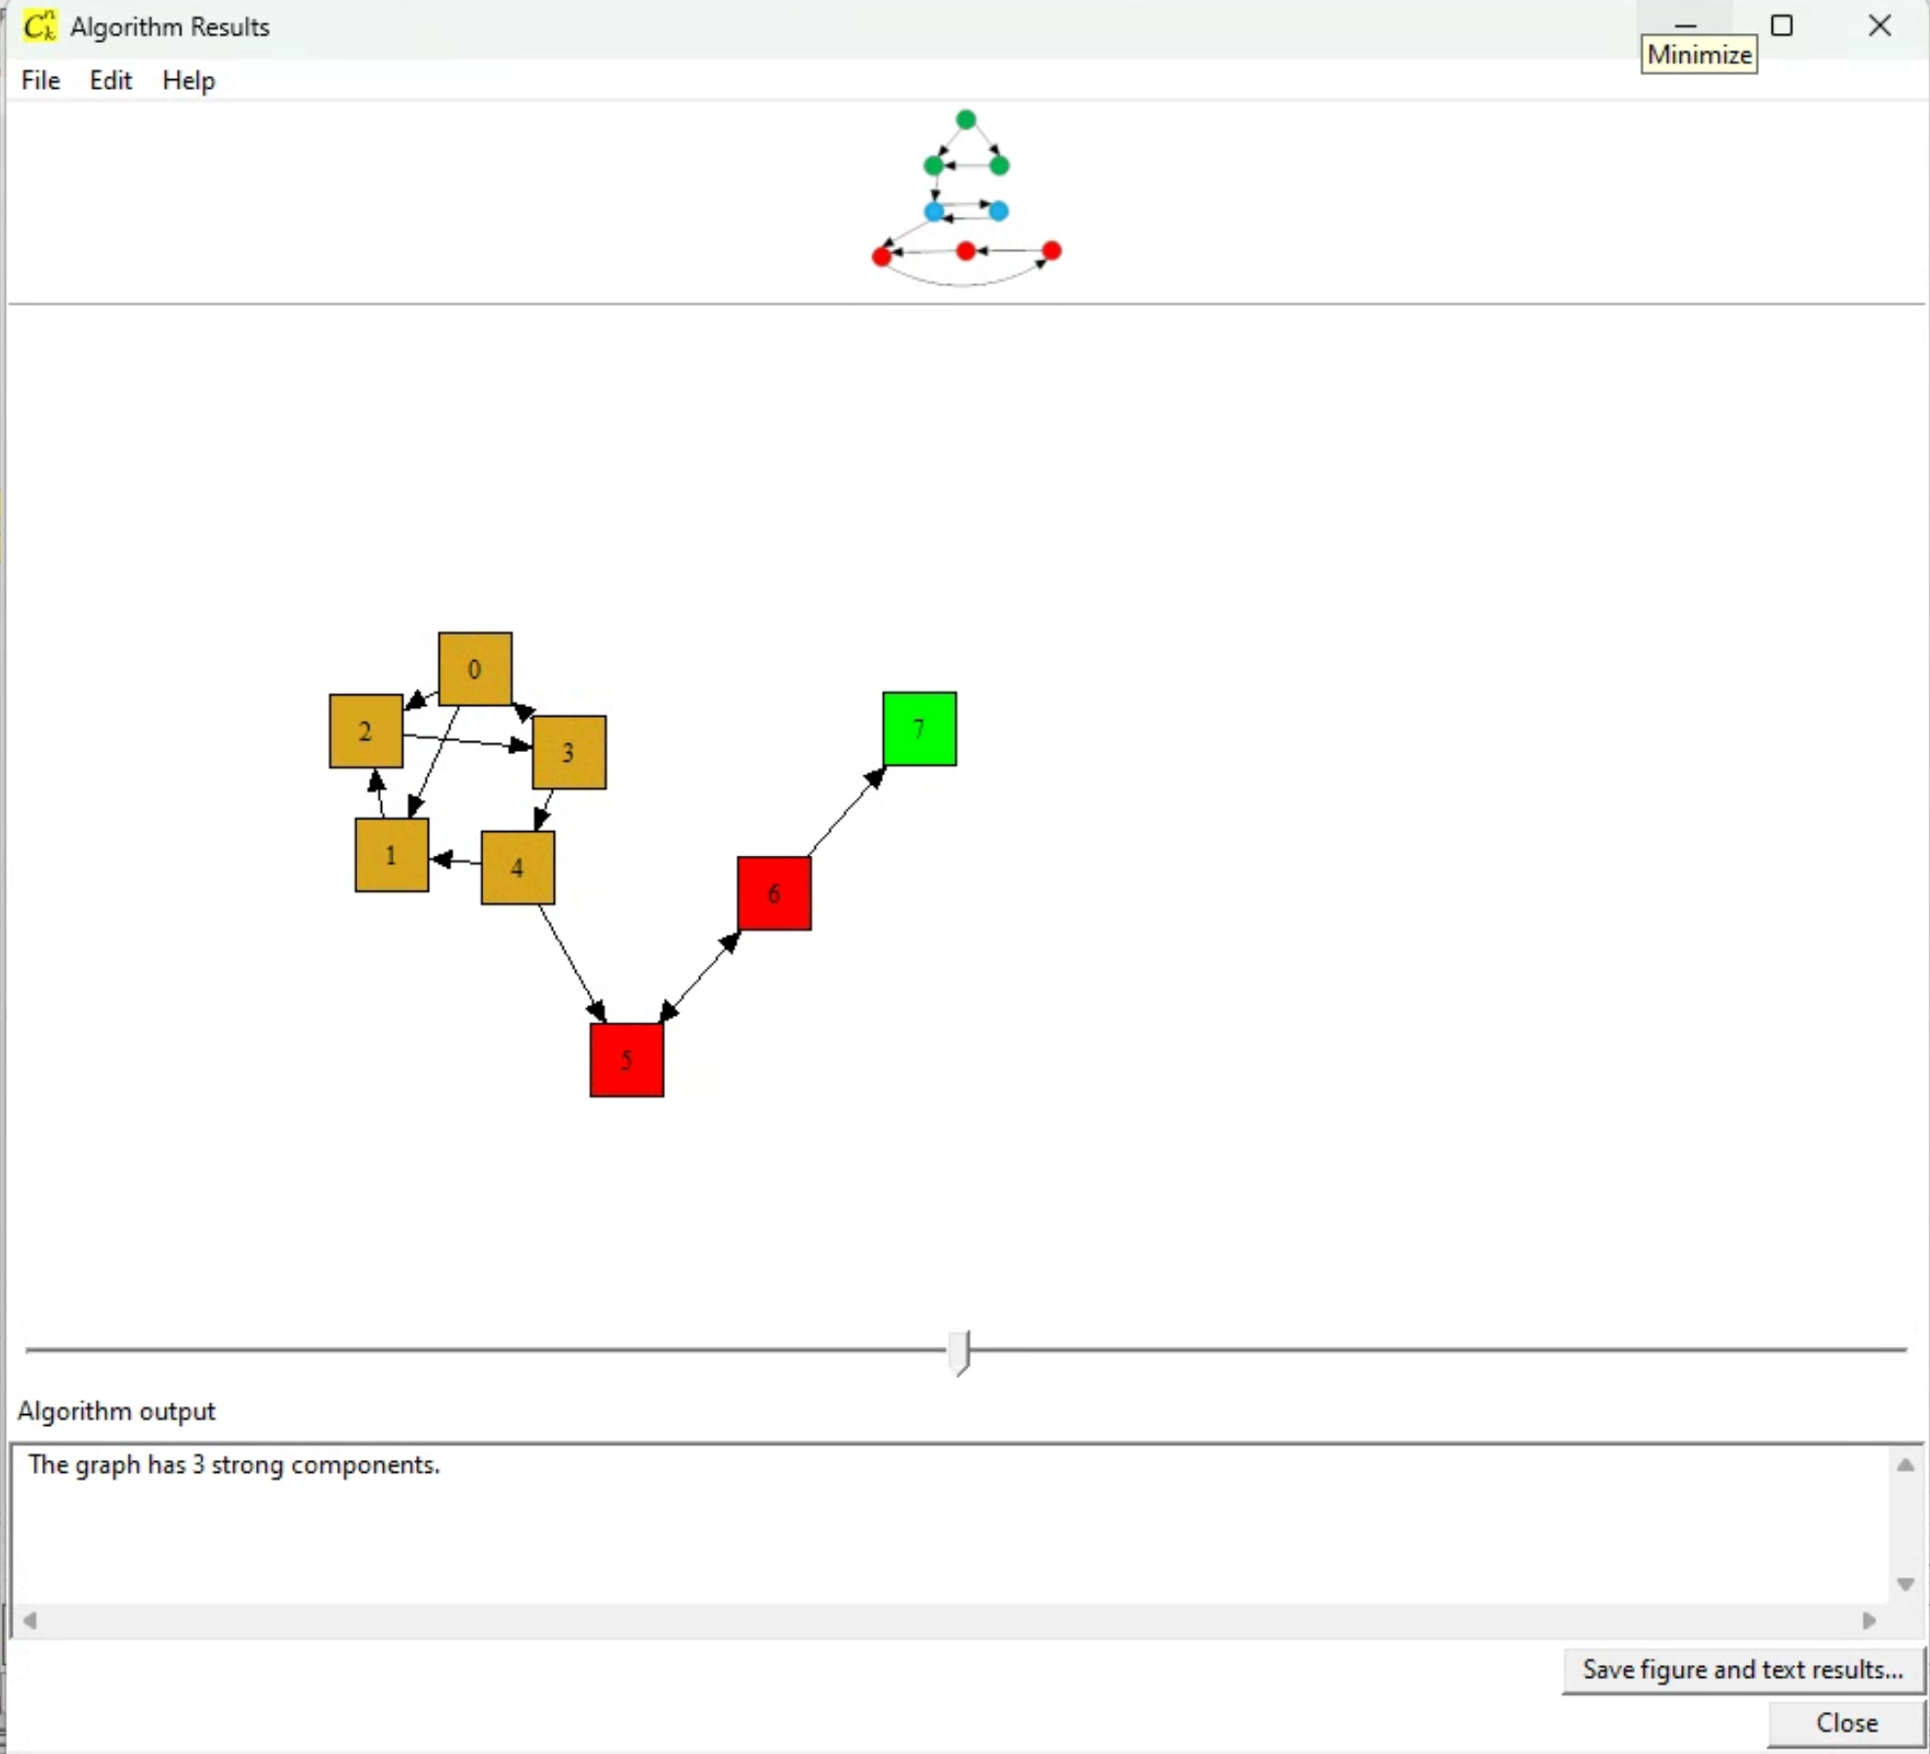 C n k Algorithm Results
Minimize
File Edit Help
0
2
3
7
1
4
6
5
Algorithm output
The graph has 3 strong components.
Save figure and text results...
Close